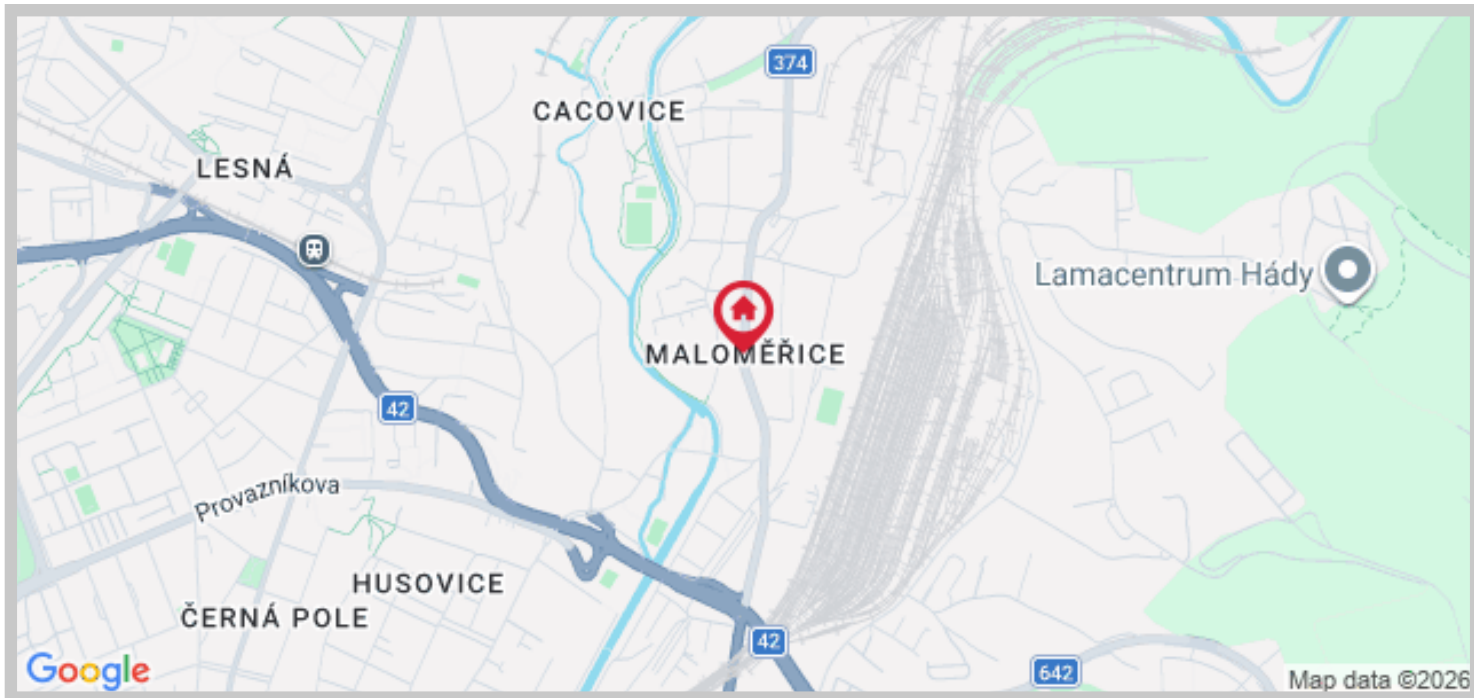 374
CACOVICE
LESNÁ
Lamacentrum Hády
MALOMĚŘICE
42
Provazníkova
HUSOVICE
ČERNÁ POLE
42
642
Google
Map data ©2026